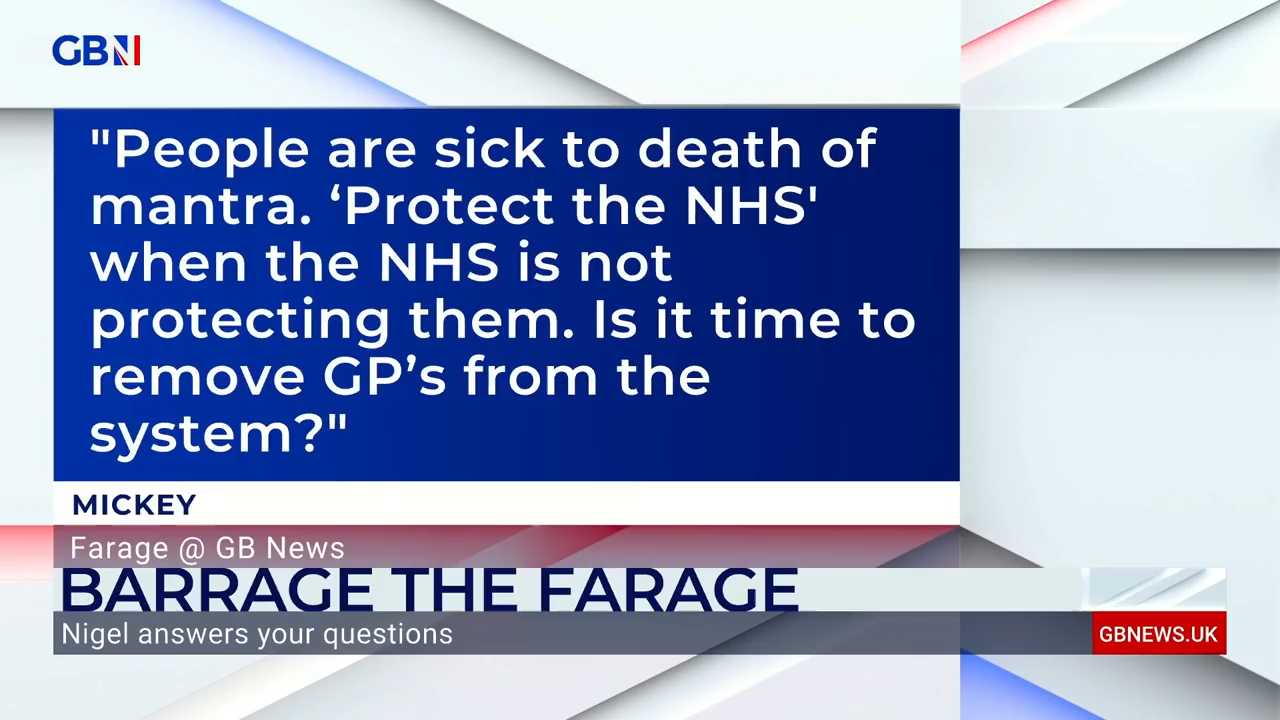 GBN
"People are sick to death of
mantra. ‘Protect the NHS'
when the NHS is not
protecting them. Is it time to
remove GP’s from the
system?"
MICKEY
Farage @ GB News
BARRAGE THE FARAGE
Nigel answers your questions
GBNEWS.UK